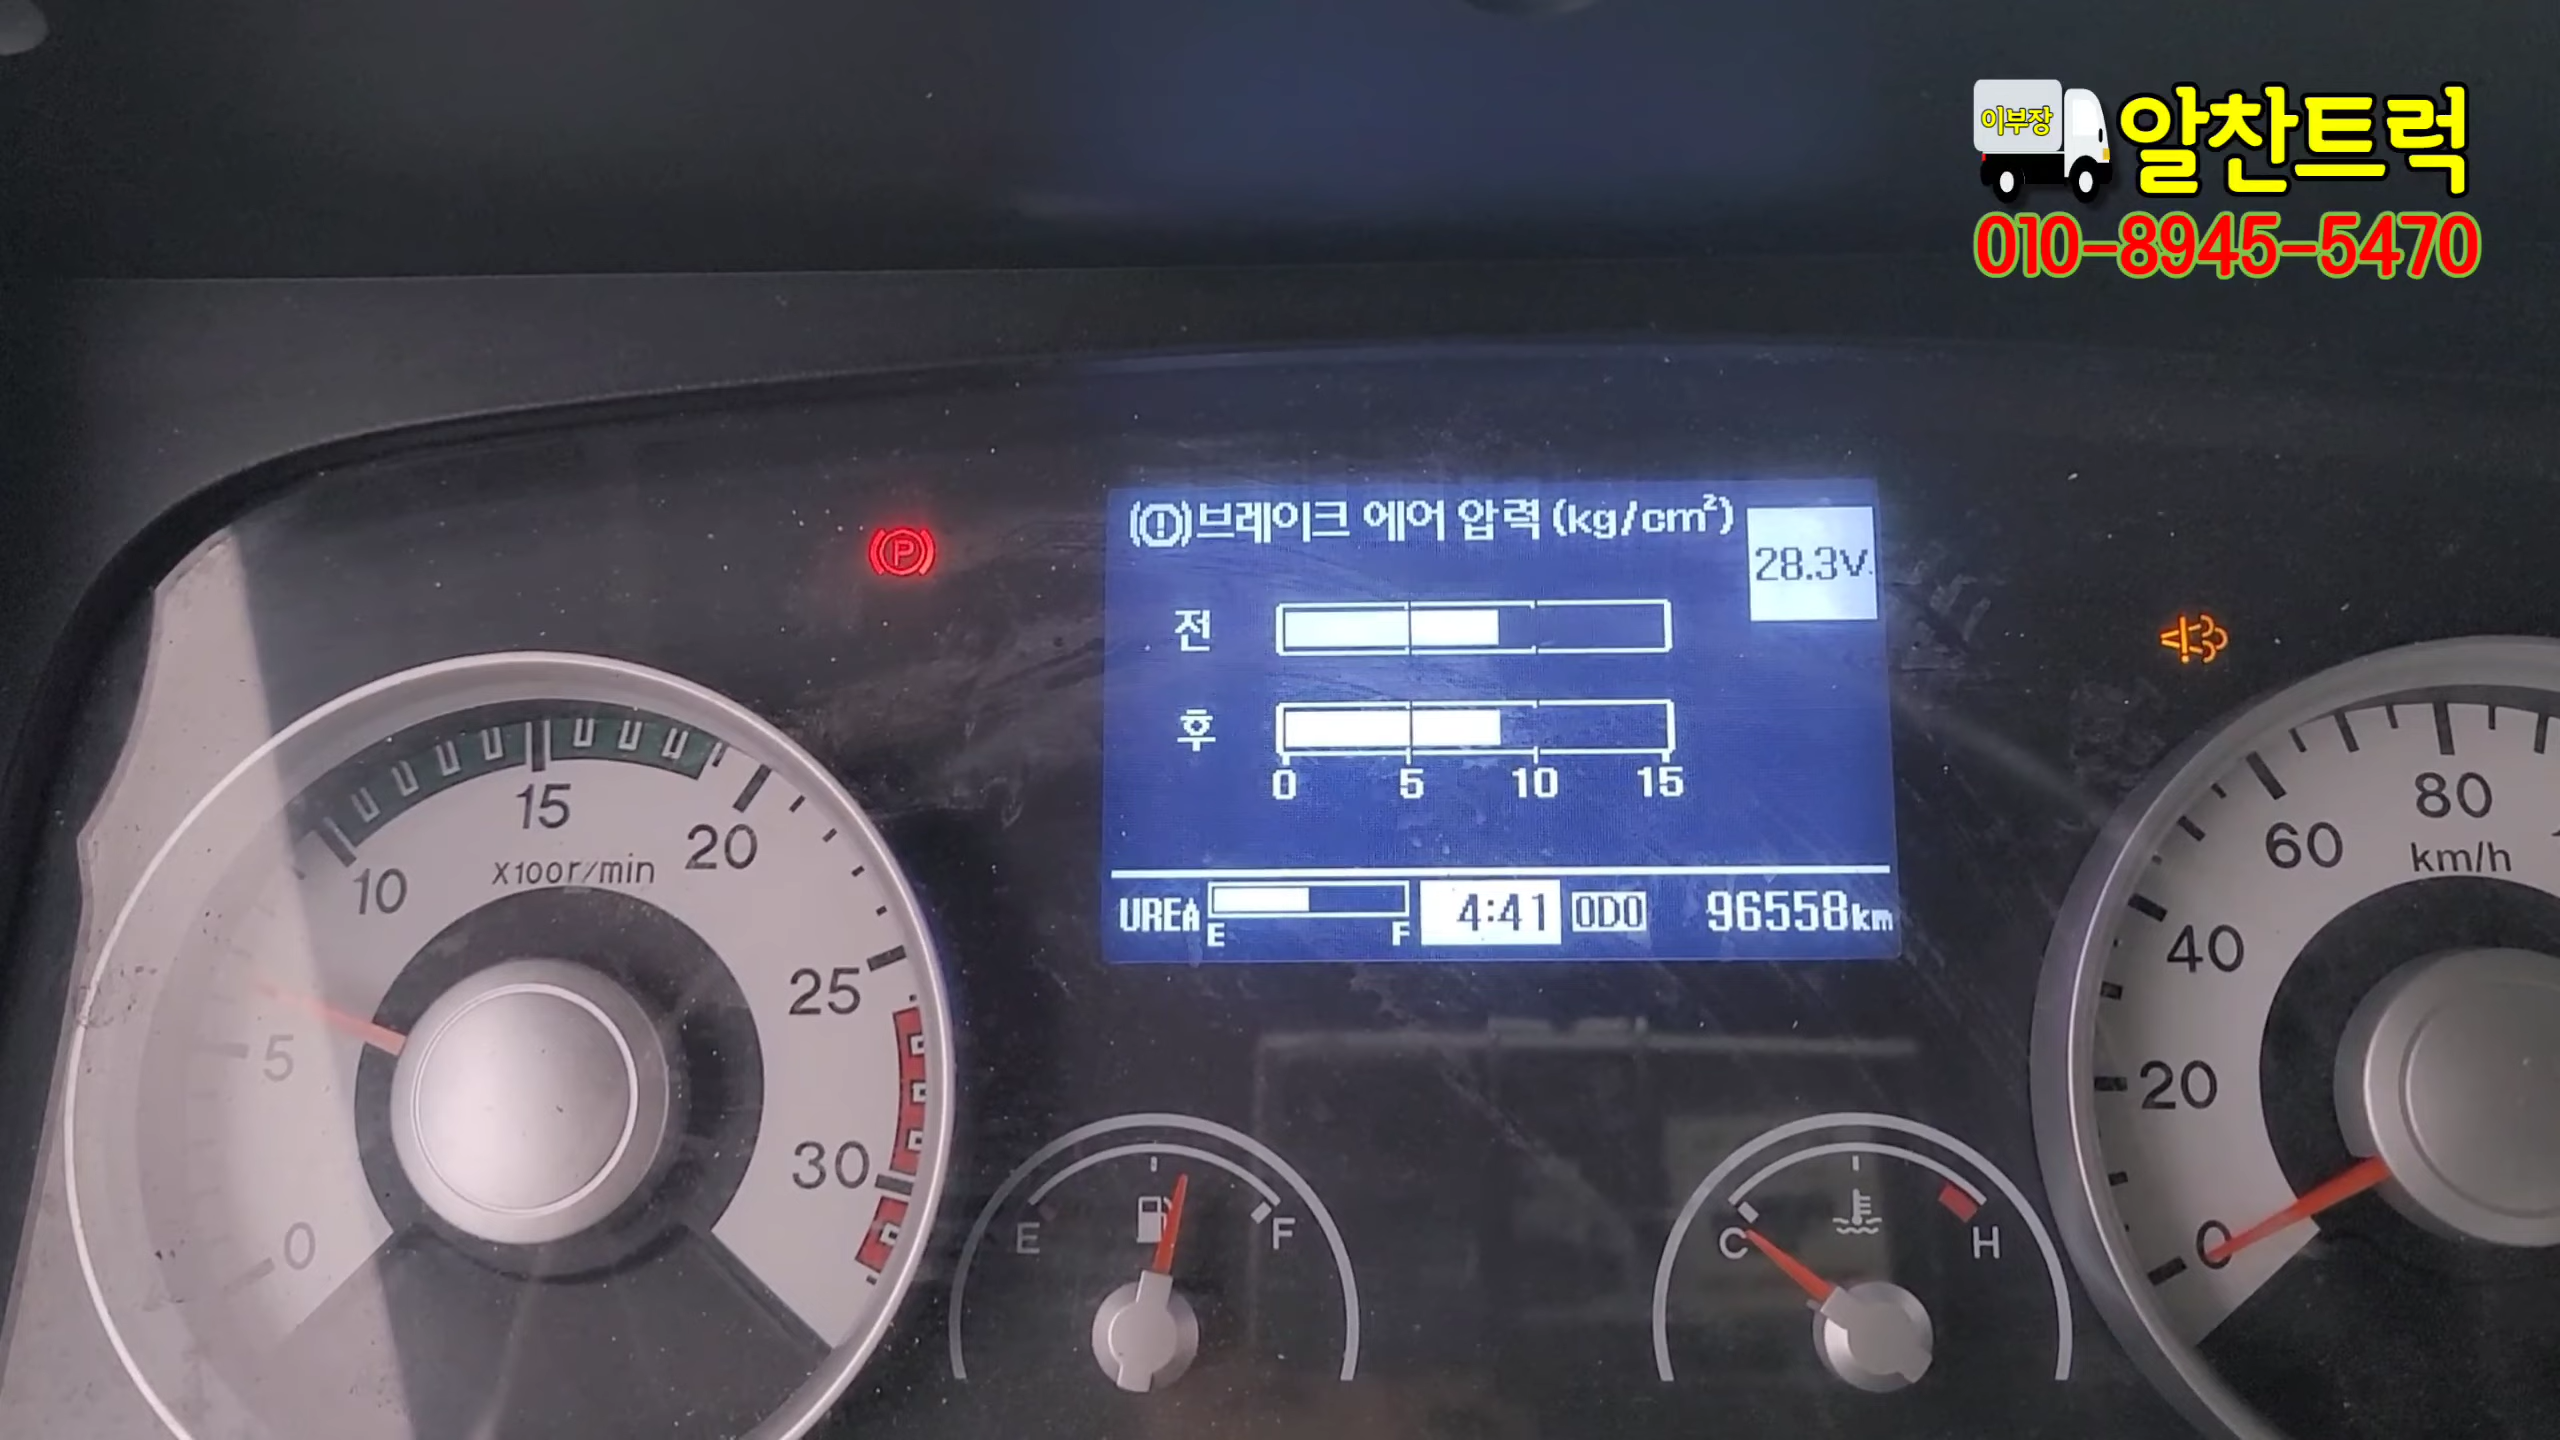 이부장
알찬트럭
010-8945-5470
브레이크 에어 압력 (kg/cm²)
28.3V
전
후
0 5 10 15
UREA E F 4:41 ODO 96558km
P
0 5 10 15 20 25 30
X100r/min
E F
C H
0 20 40 60 80
km/h